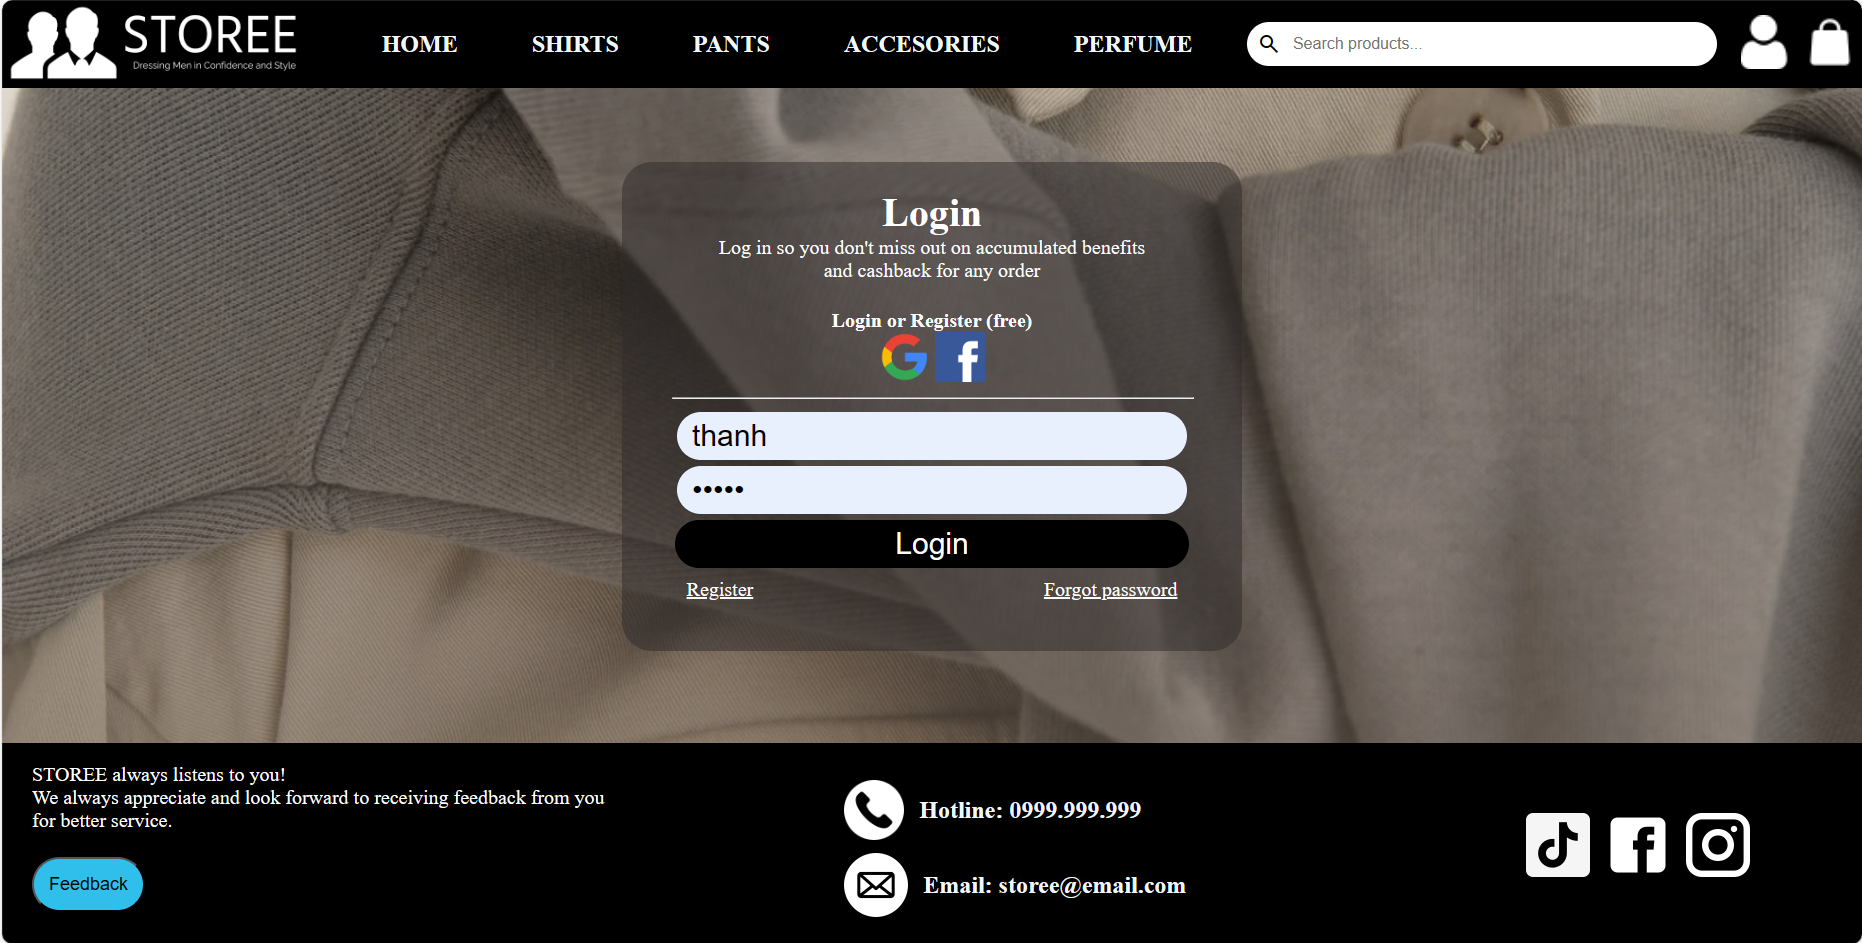 STOREE
Dressing Men in Confidence and Style
HOME
SHIRTS
PANTS
ACCESORIES
PERFUME
Search products...
Login
Log in so you don't miss out on accumulated benefits
and cashback for any order
Login or Register (free)
thanh
•••••
Login
Register
Forgot password
STOREE always listens to you!
We always appreciate and look forward to receiving feedback from you
for better service.
Feedback
Hotline: 0999.999.999
Email: storee@email.com